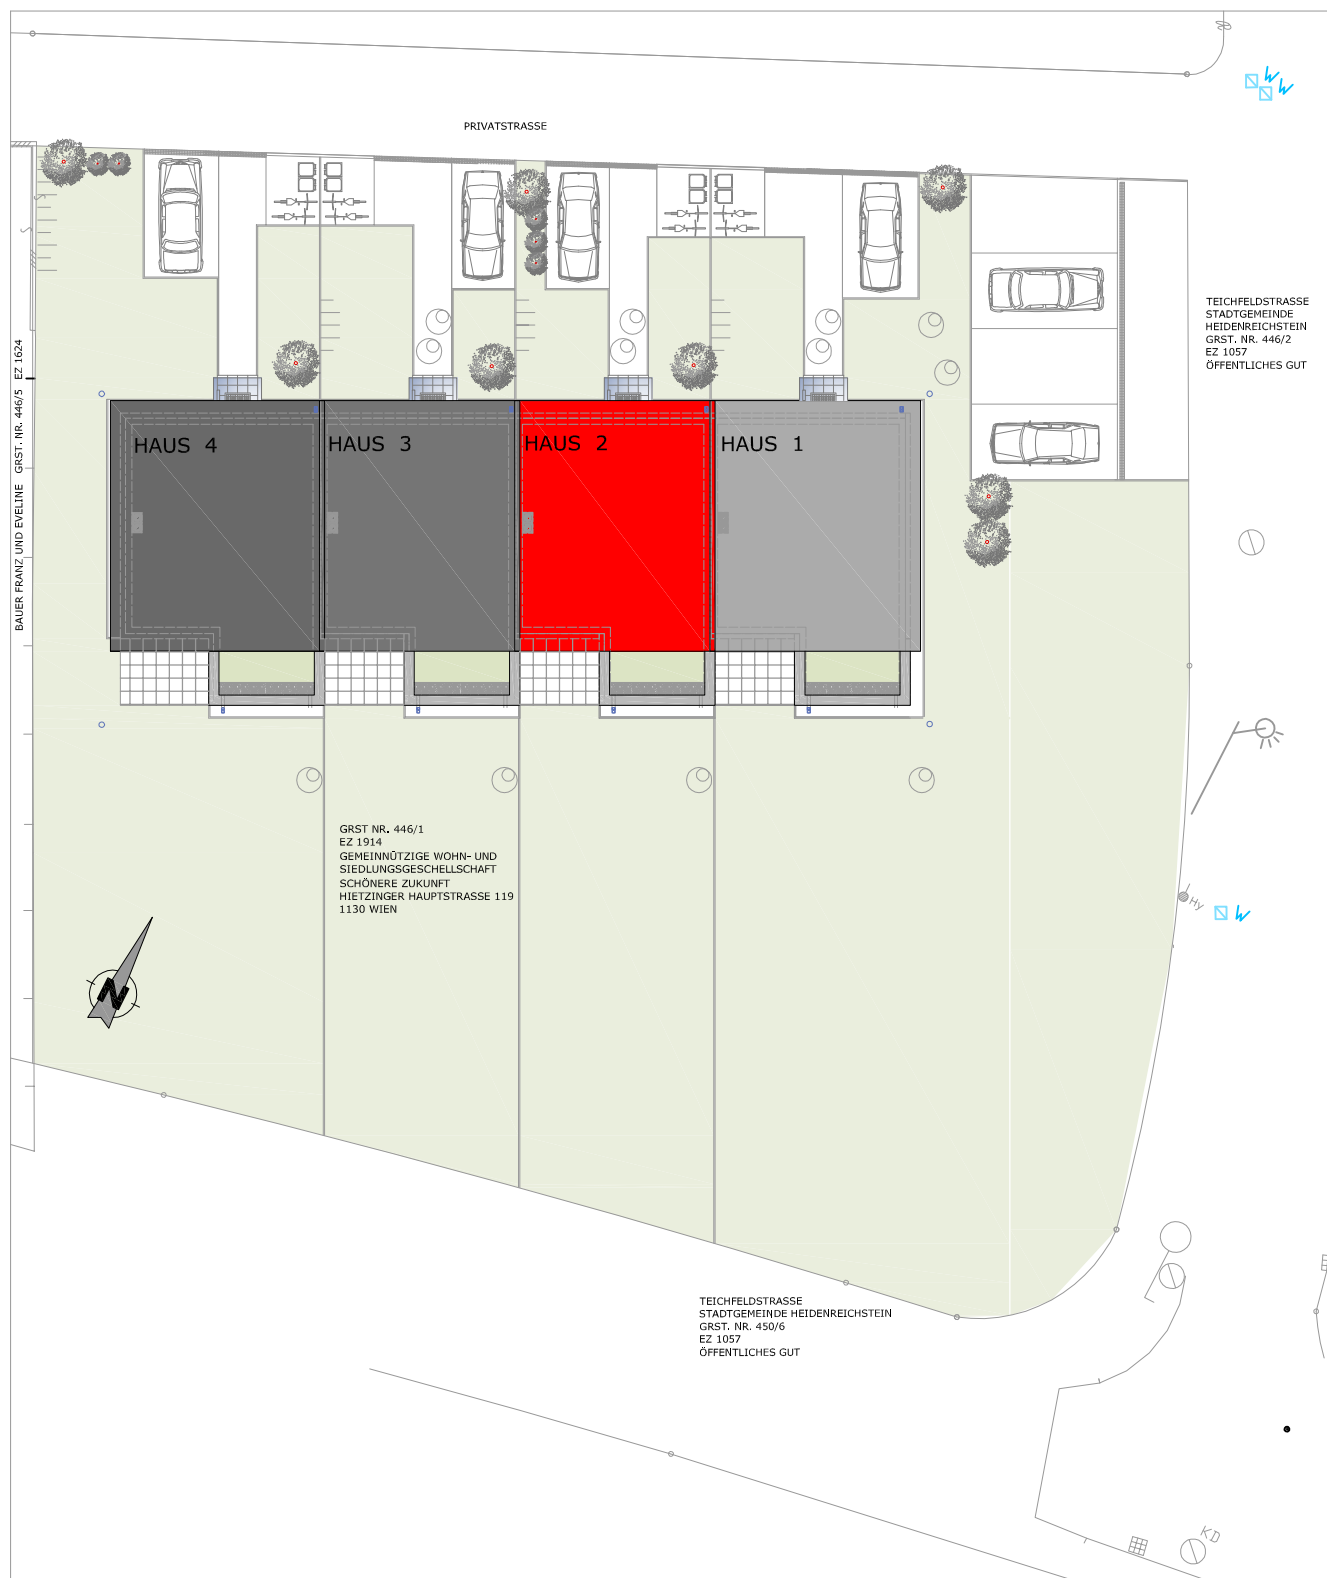 PRIVATSTRASSE
W
W
TEICHFELDSTRASSE
STADTGEMEINDE
HEIDENREICHSTEIN
GRST. NR. 446/2
EZ 1057
ÖFFENTLICHES GUT
BAUER FRANZ UND EVELINE GRST. NR. 446/5 EZ 1624
HAUS 4
HAUS 3
HAUS 2
HAUS 1
GRST NR. 446/1
EZ 1914
GEMEINNÜTZIGE WOHN- UND
SIEDLUNGSGESCHELLSCHAFT
SCHÖNERE ZUKUNFT
HIETZINGER HAUPTSTRASSE 119
1130 WIEN
Hy
W
N
TEICHFELDSTRASSE
STADTGEMEINDE HEIDENREICHSTEIN
GRST. NR. 450/6
EZ 1057
ÖFFENTLICHES GUT
KD